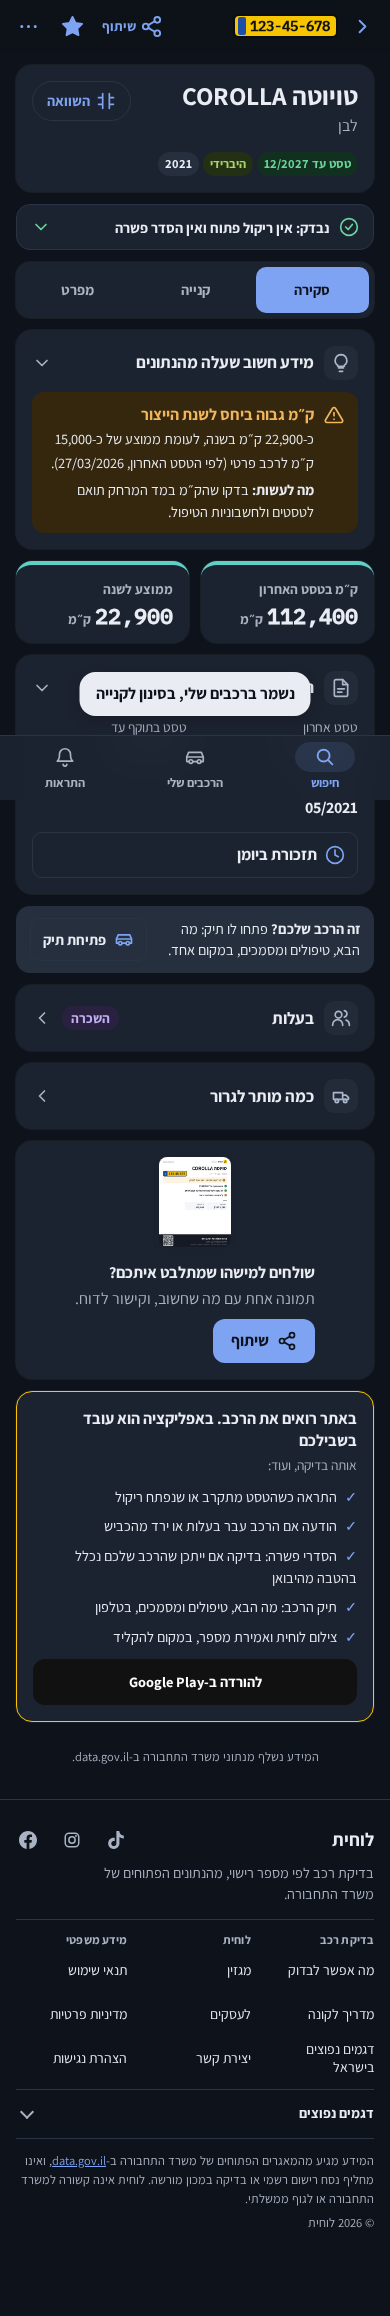 123-45-678
שיתוף
טויוטה COROLLA
השוואה
לבן
טסט עד 12/2027
היברידי
2021
נבדק: אין ריקול פתוח ואין הסדר פשרה
סקירה
קנייה
מפרט
מידע חשוב שעלה מהנתונים
ק״מ גבוה ביחס לשנת הייצור
כ-22,900 ק״מ בשנה, לעומת ממוצע של כ-15,000
ק״מ לרכב פרטי (לפי הטסט האחרון, 27/03/2026).
מה לעשות: בדקו שהק״מ במד המרחק תואם
לטסטים ולחשבוניות הטיפול.
ק״מ בטסט האחרון
112,400 ק״מ
ממוצע לשנה
22,900 ק״מ
נשמר ברכבים שלי, בסינון לקנייה
טסט אחרון
טסט בתוקף עד
חיפוש
הרכבים שלי
התראות
05/2021
תזכורת ביומן
זה הרכב שלכם? פתחו לו תיק: מה
הבא, טיפולים ומסמכים, במקום אחד.
פתיחת תיק
בעלות
השכרה
כמה מותר לגרור
שולחים למישהו שמתלבט איתכם?
תמונה אחת עם מה שחשוב, וקישור לדוח.
שיתוף
באתר רואים את הרכב. באפליקציה הוא עובד
בשבילכם
אותה בדיקה, ועוד:
✓ התראה כשהטסט מתקרב או שנפתח ריקול
✓ הודעה אם הרכב עבר בעלות או ירד מהכביש
✓ הסדרי פשרה: בדיקה אם ייתכן שהרכב שלכם נכלל
בהטבה מהיבואן
✓ תיק הרכב: מה הבא, טיפולים ומסמכים, בטלפון
✓ צילום לוחית ואמירת מספר, במקום להקליד
להורדה ב-Google Play
המידע נשלף מנתוני משרד התחבורה ב-data.gov.il.
לוחית
בדיקת רכב לפי מספר רישוי, מהנתונים הפתוחים של
משרד התחבורה.
בדיקת רכב
לוחית
מידע משפטי
מה אפשר לבדוק
מגזין
תנאי שימוש
מדריך לקונה
לעסקים
מדיניות פרטיות
דגמים נפוצים
בישראל
יצירת קשר
הצהרת נגישות
דגמים נפוצים
המידע מגיע מהמאגרים הפתוחים של משרד התחבורה ב-data.gov.il, ואינו
מחליף נסח רישום רשמי או בדיקה במכון מורשה. לוחית אינה קשורה למשרד
התחבורה או לגוף ממשלתי.
© 2026 לוחית